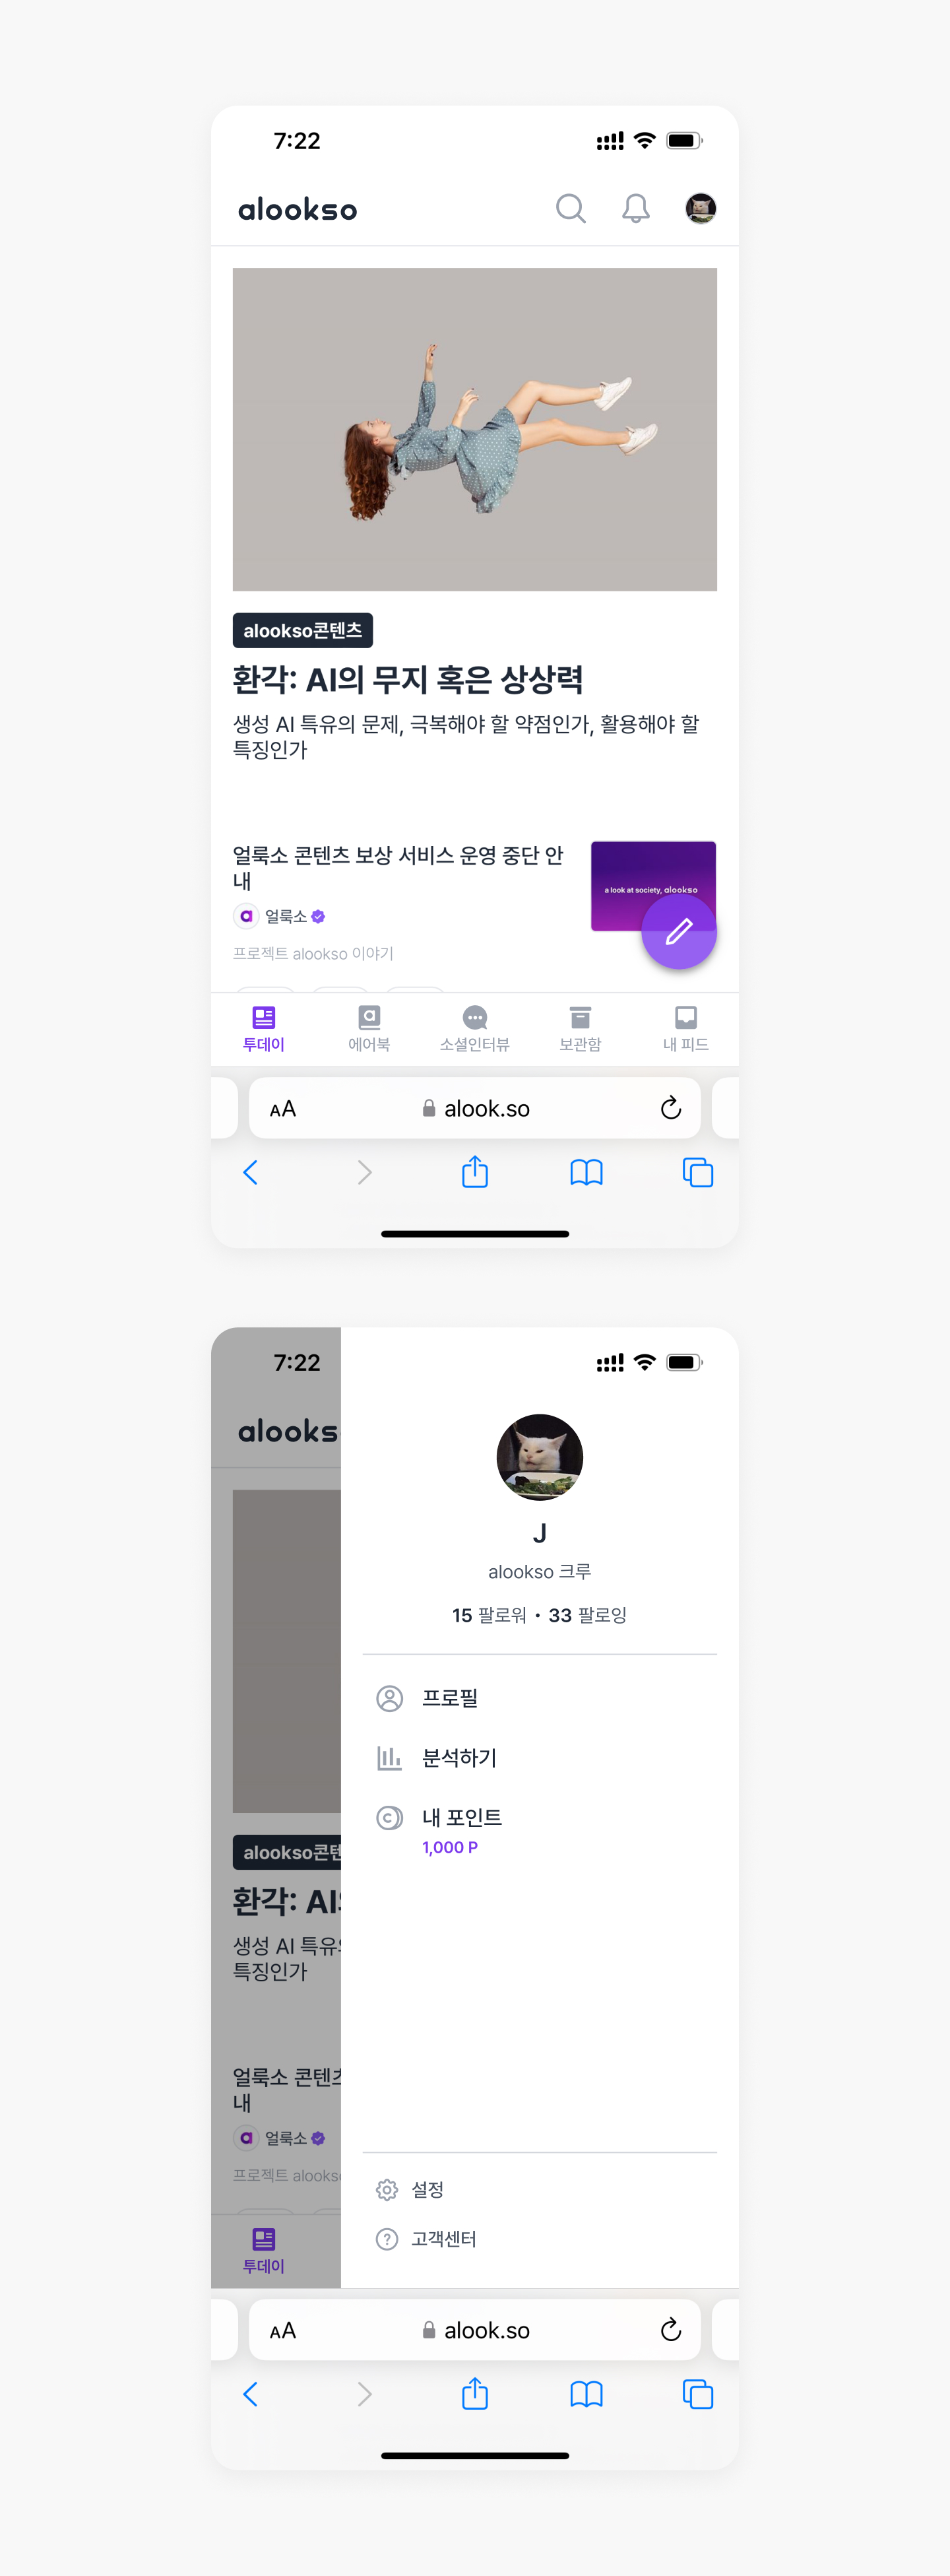 7:22
alookso
alookso콘텐츠
환각: AI의 무지 혹은 상상력
생성 AI 특유의 문제, 극복해야 할 약점인가, 활용해야 할
특징인가
얼룩소 콘텐츠 보상 서비스 운영 중단 안
내
a look at society, alookso
얼룩소
프로젝트 alookso 이야기
투데이 에어북 소셜인터뷰 보관함 내 피드
AA alook.so
7:22
alooks
J
alookso 크루
15 팔로워 • 33 팔로잉
프로필
분석하기
내 포인트
1,000 P
alookso콘텐
환각: AI의
생성 AI 특유의
특징인가
얼룩소 콘텐츠
내
얼룩소
프로젝트 alookso
설정
고객센터
투데이
AA alook.so